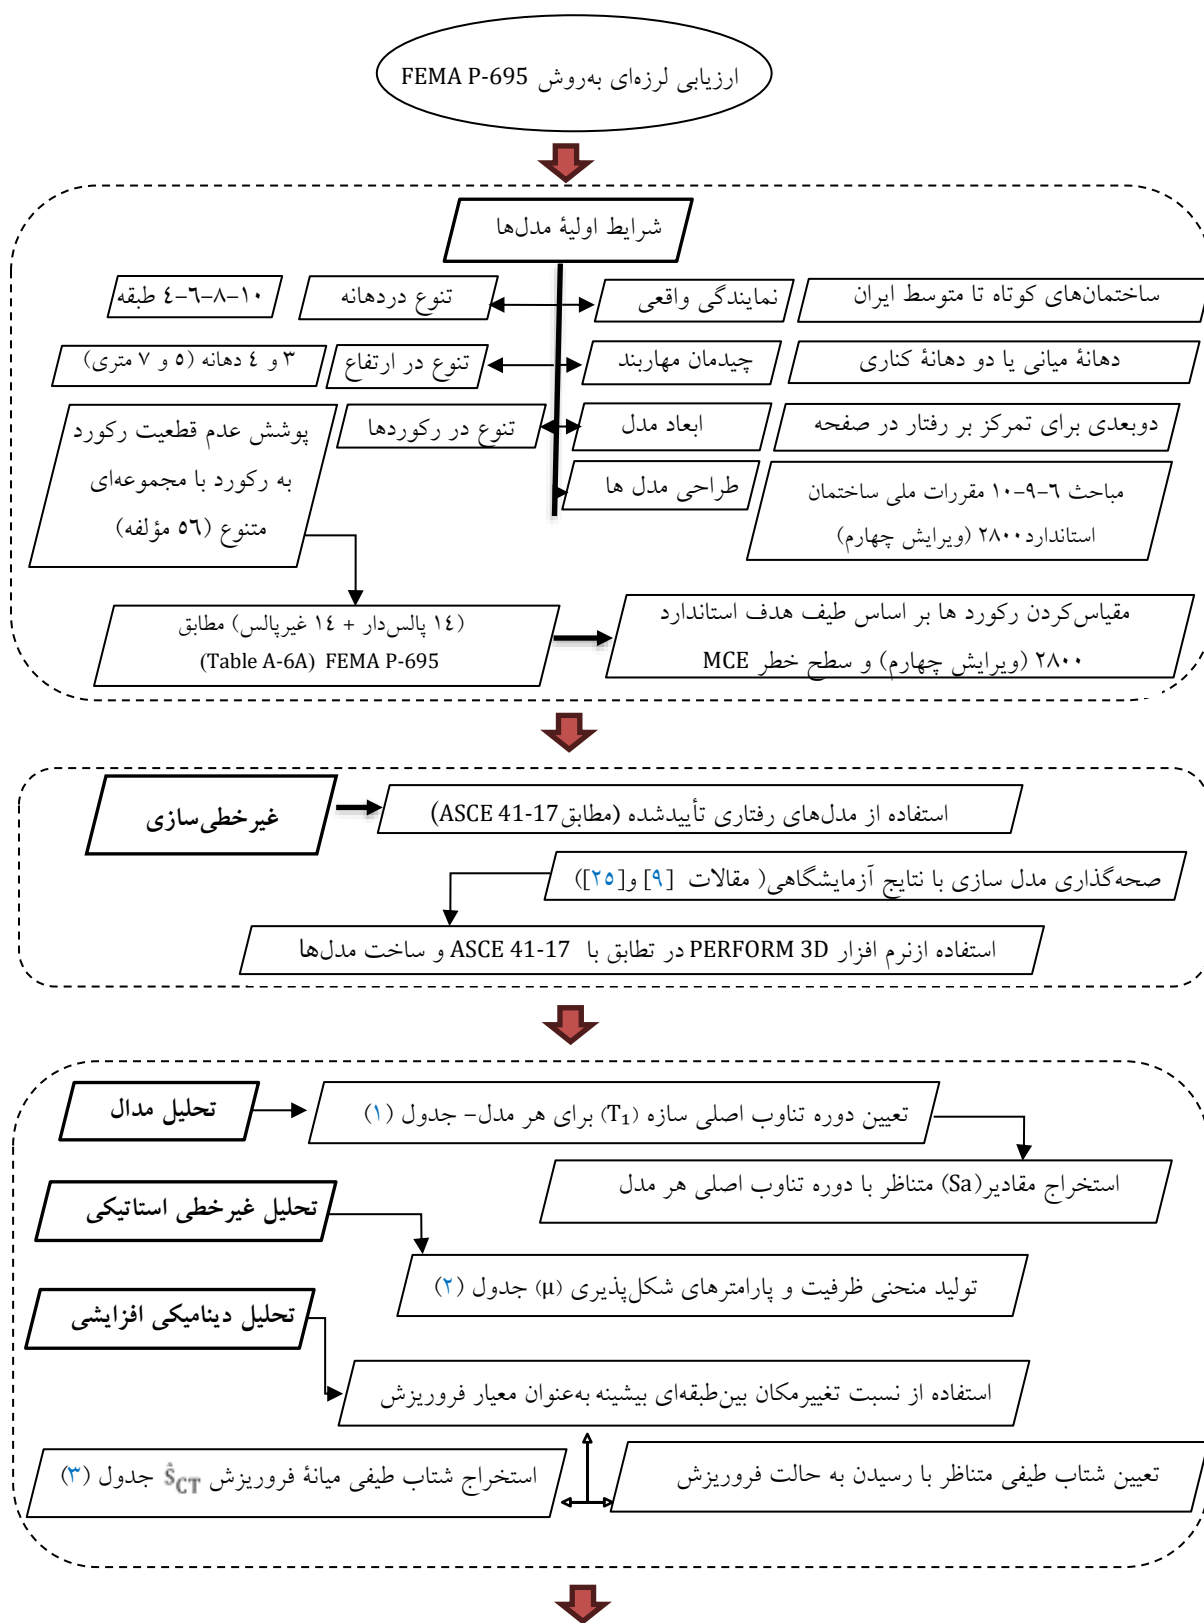 ارزیابی لرزه‌ای به‌روش FEMA P-695
شرایط اولیهٔ مدل‌ها
ساختمان‌های کوتاه تا متوسط ایران
نمایندگی واقعی
تنوع دردهانه
۴-۶-۸-۱۰ طبقه
دهانهٔ میانی یا دو دهانهٔ کناری
چیدمان مهاربند
تنوع در ارتفاع
۳ و ۴ دهانه (۵ و ۷ متری)
دوبعدی برای تمرکز بر رفتار در صفحه
ابعاد مدل
تنوع در رکوردها
پوشش عدم قطعیت رکورد
به رکورد با مجموعه‌ای
متنوع (۵۶ مؤلفه)
طراحی مدل ها
مباحث ۶-۹-۱۰ مقررات ملی ساختمان
استاندارد۲۸۰۰ (ویرایش چهارم)
(۱۴ پالس‌دار + ۱۴ غیرپالس) مطابق
(Table A-6A) FEMA P-695
مقیاس‌کردن رکورد ها بر اساس طیف هدف استاندارد
۲۸۰۰ (ویرایش چهارم) و سطح خطر MCE
غیرخطی‌سازی
استفاده از مدل‌های رفتاری تأییدشده (مطابق ASCE 41-17)
صحه‌گذاری مدل سازی با نتایج آزمایشگاهی( مقالات [۹] و[۲۵])
استفاده ازنرم افزار PERFORM 3D در تطابق با ASCE 41-17 و ساخت مدل‌ها
تحلیل مدال
تعیین دوره تناوب اصلی سازه (T₁) برای هر مدل- جدول (۱)
استخراج مقادیر(Sa) متناظر با دوره تناوب اصلی هر مدل
تحلیل غیرخطی استاتیکی
تولید منحنی ظرفیت و پارامترهای شکل‌پذیری (μ) جدول (۲)
تحلیل دینامیکی افزایشی
استفاده از نسبت تغییرمکان بین‌طبقه‌ای بیشینه به‌عنوان معیار فروریزش
تعیین شتاب طیفی متناظر با رسیدن به حالت فروریزش
استخراج شتاب طیفی میانهٔ فروریزش Ŝ_CT جدول (۳)